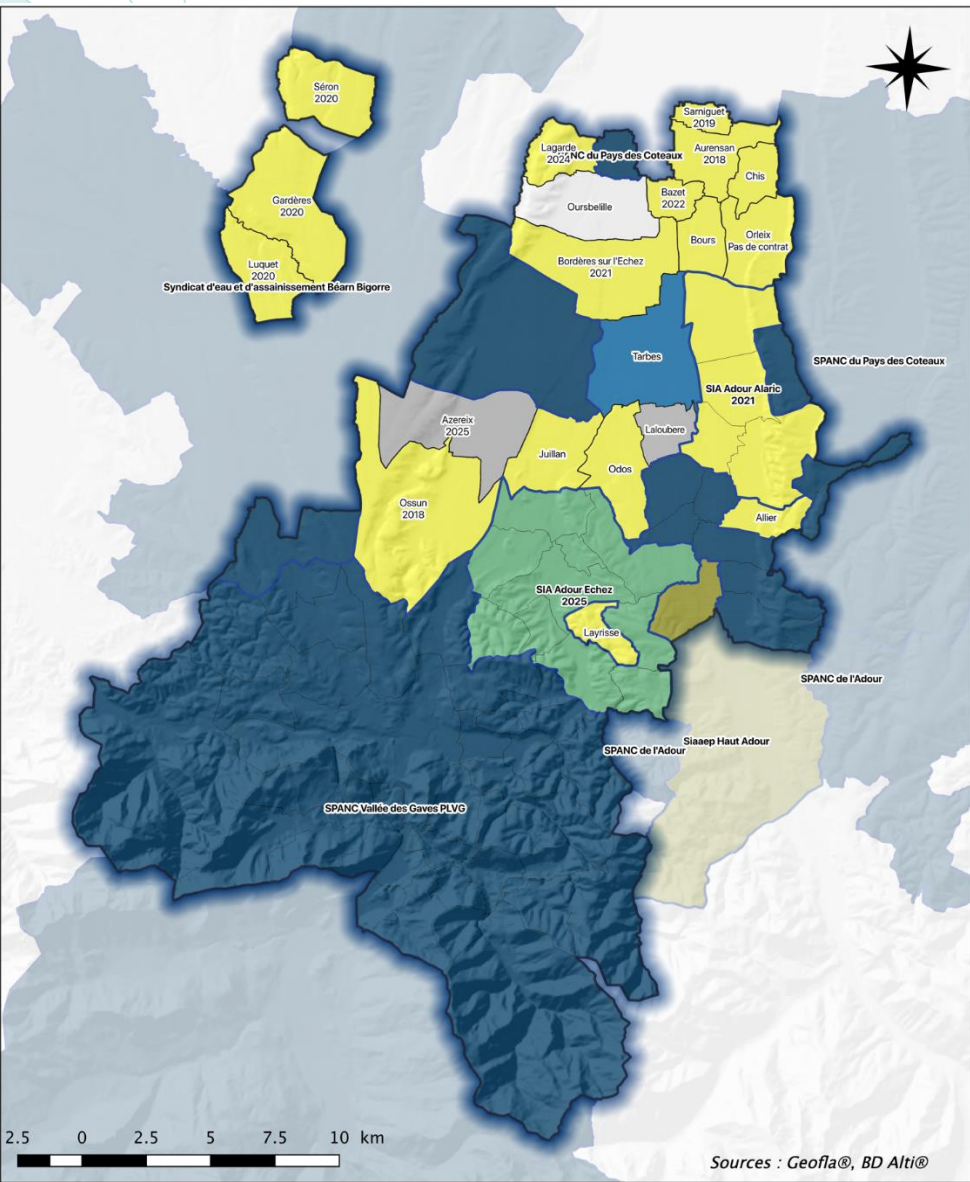 Séron
2020
Sarniguet
2019
Lagarde
2024
NC du Pays des Coteaux
Aurensan
2018
Chis
Bazet
2022
Gardères
2020
Oursbelille
Bours
Orleix
Pas de contrat
Bordères sur l'Echez
2021
Luquet
2020
Syndicat d'eau et d'assainissement Béarn Bigorre
Tarbes
SPANC du Pays des Coteaux
SIA Adour Alaric
2021
Azereix
2025
Laloubere
Juillan
Odos
Ossun
2018
Allier
SIA Adour Echez
2025
Layrisse
SPANC de l'Adour
Siaaep Haut Adour
SPANC de l'Adour
SPANC Vallée des Gaves PLVG
2.5 0 2.5 5 7.5 10 km
Sources : Geofla®, BD Alti®